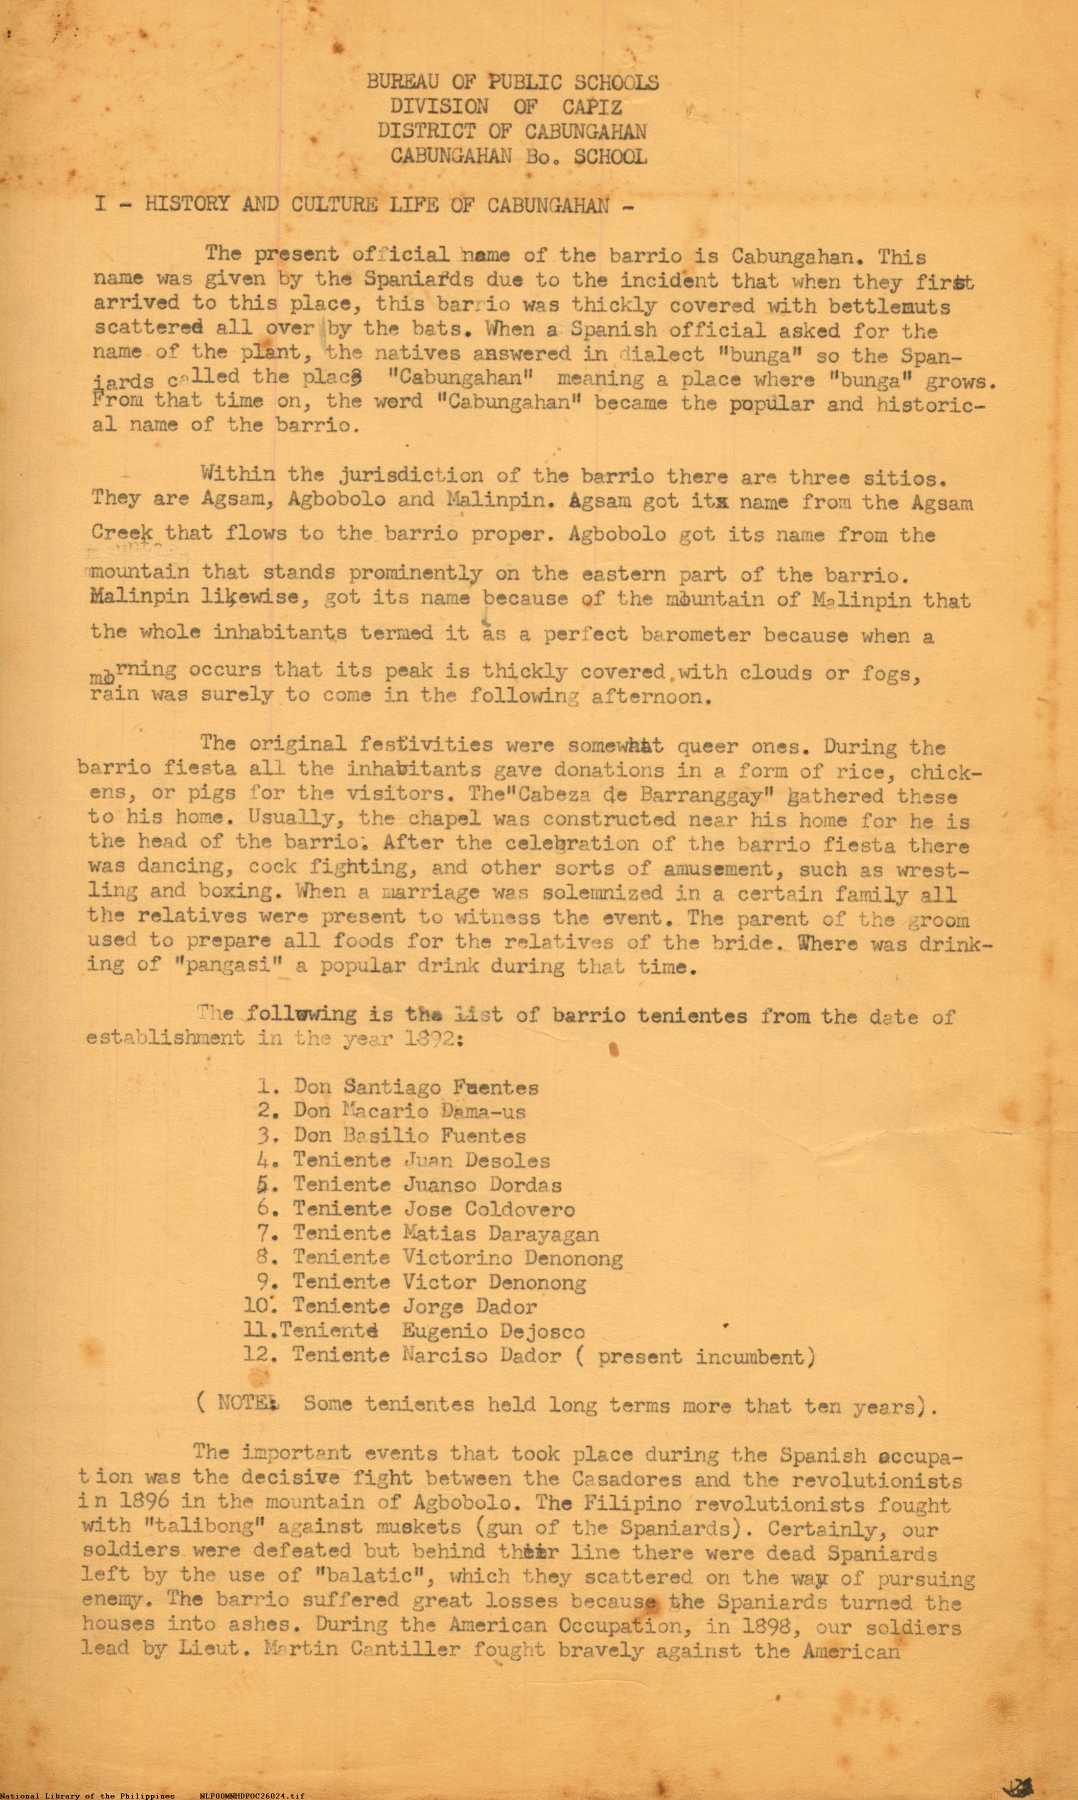 BUREAU OF PUBLIC SCHOOLS
DIVISION OF CAPIZ
DISTRICT OF CABUNGAHAN
CABUNGAHAN Bo. SCHOOL
I - HISTORY AND CULTURE LIFE OF CABUNGAHAN -
The present official name of the barrio is Cabungahan. This
name was given by the Spaniards due to the incident that when they first
arrived to this place, this barrio was thickly covered with bettlenuts
scattered all over by the bats. When a Spanish official asked for the
name of the plant, the natives answered in dialect "bunga" so the Span-
iards called the place "Cabungahan" meaning a place where "bunga" grows.
From that time on, the word "Cabungahan" became the popular and historic-
al name of the barrio.
Within the jurisdiction of the barrio there are three sitios.
They are Agsam, Agbobolo and Malinpin. Agsam got its name from the Agsam
Creek that flows to the barrio proper. Agbobolo got its name from the
mountain that stands prominently on the eastern part of the barrio.
Malinpin likewise, got its name because of the mountain of Malinpin that
the whole inhabitants termed it as a perfect barometer because when a
morning occurs that its peak is thickly covered with clouds or fogs,
rain was surely to come in the following afternoon.
The original festivities were somewhat queer ones. During the
barrio fiesta all the inhabitants gave donations in a form of rice, chick-
ens, or pigs for the visitors. The"Cabeza de Barranggay" gathered these
to his home. Usually, the chapel was constructed near his home for he is
the head of the barrio. After the celebration of the barrio fiesta there
was dancing, cock fighting, and other sorts of amusement, such as wrest-
ling and boxing. When a marriage was solemnized in a certain family all
the relatives were present to witness the event. The parent of the groom
used to prepare all foods for the relatives of the bride. Where was drink-
ing of "pangasi" a popular drink during that time.
The following is the list of barrio tenientes from the date of
establishment in the year 1892:
1. Don Santiago Fuentes
2. Don Macario Dama-us
3. Don Basilio Fuentes
4. Teniente Juan Desoles
5. Teniente Juanso Dordas
6. Teniente Jose Coldovero
7. Teniente Matias Darayagan
8. Teniente Victorino Denonong
9. Teniente Victor Denonong
10. Teniente Jorge Dador
11.Teniente Eugenio Dejosco
12. Teniente Narciso Dador ( present incumbent)
( NOTE: Some tenientes held long terms more that ten years).
The important events that took place during the Spanish occupa-
tion was the decisive fight between the Casadores and the revolutionists
in 1896 in the mountain of Agbobolo. The Filipino revolutionists fought
with "talibong" against muskets (gun of the Spaniards). Certainly, our
soldiers were defeated but behind their line there were dead Spaniards
left by the use of "balatic", which they scattered on the way of pursuing
enemy. The barrio suffered great losses because the Spaniards turned the
houses into ashes. During the American Occupation, in 1898, our soldiers
lead by Lieut. Martin Cantiller fought bravely against the American
National Library of the Philippines NLPOOMNHDPOC26024.tif